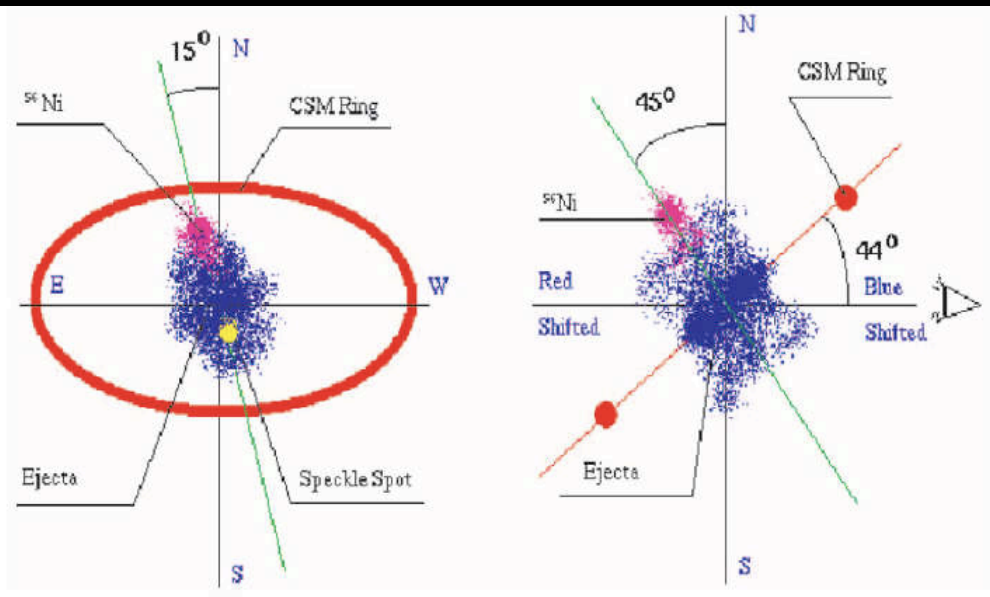 15⁰
N
⁵⁶Ni
CSM Ring
E
W
Ejecta
Speckle Spot
S
N
CSM Ring
45⁰
⁵⁶Ni
44⁰
Red
Blue
Shifted
Shifted
Ejecta
S